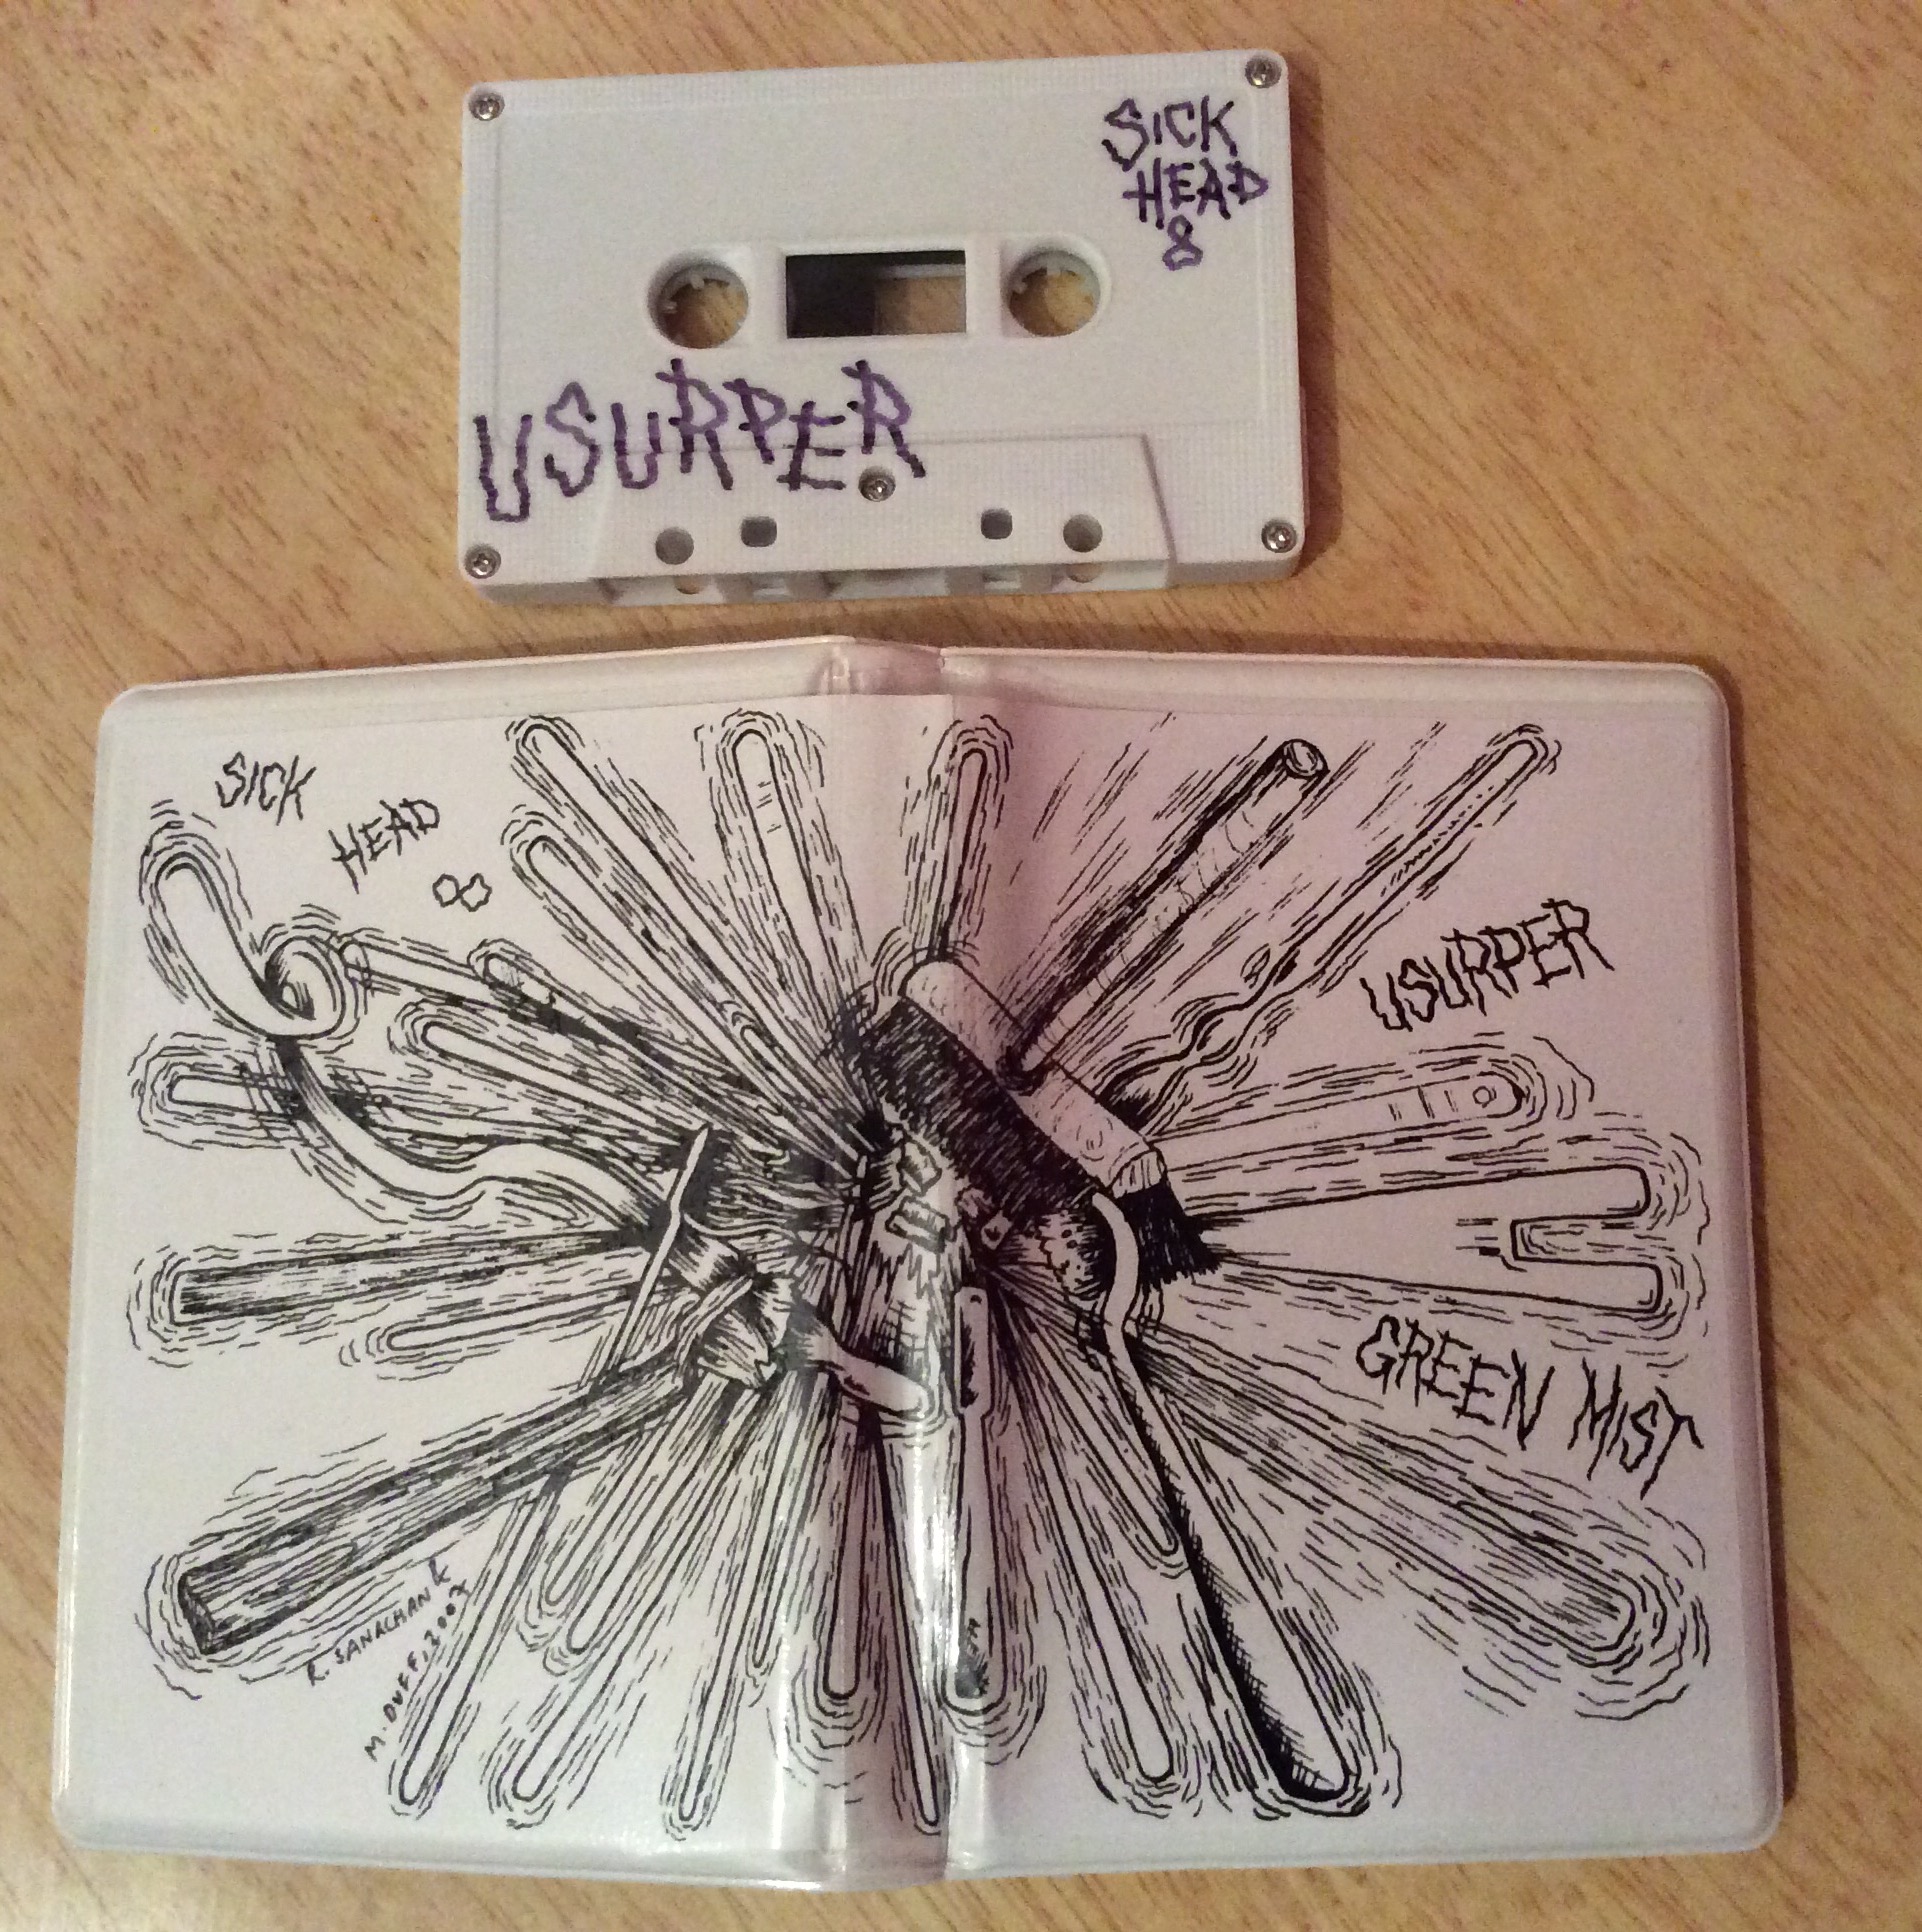 SICK
HEAD
8
USURPER
SICK
HEAD
8
USURPER
GREEN MIST
R. SANACHAN &
M. DUFF, 2007